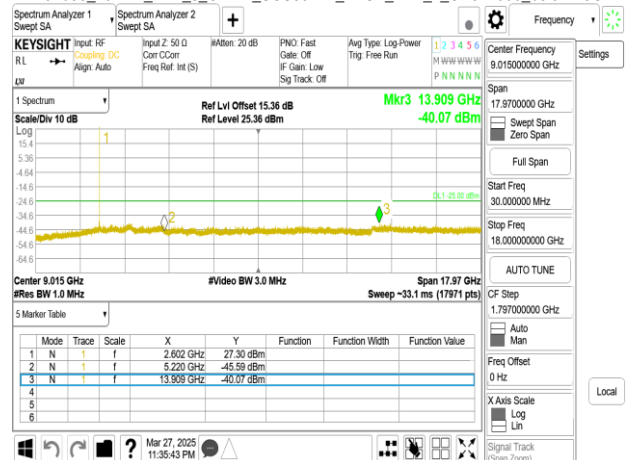 Spectrum Analyzer 1
Swept SA
Spectrum Analyzer 2
Swept SA
+
Frequency
KEYSIGHT
RL
Input: RF
Coupling: DC
Align: Auto
Input Z: 50 Ω
Corr CCorr
Freq Ref: Int (S)
#Atten: 20 dB
PNO: Fast
Gate: Off
IF Gain: Low
Sig Track: Off
Avg Type: Log-Power
Trig: Free Run
1 2 3 4 5 6
M W W W W W
P N N N N N
1 Spectrum
Scale/Div 10 dB
Ref Lvl Offset 15.36 dB
Ref Level 25.36 dBm
Mkr3 13.909 GHz
-40.07 dBm
Log
15.4
5.36
-4.64
-14.6
-24.6
-34.6
-44.6
-54.6
-64.6
1
2
3
DL1 -25.00 dBm
Center 9.015 GHz
#Res BW 1.0 MHz
#Video BW 3.0 MHz
Span 17.97 GHz
Sweep ~33.1 ms (17971 pts)
5 Marker Table
Mode Trace Scale X Y Function Function Width Function Value
1 N 1 f 2.602 GHz 27.30 dBm
2 N 1 f 5.220 GHz -45.59 dBm
3 N 1 f 13.909 GHz -40.07 dBm
4
5
6
Mar 27, 2025
11:35:43 PM
Center Frequency
9.015000000 GHz
Settings
Span
17.9700000 GHz
Swept Span
Zero Span
Full Span
Start Freq
30.000000 MHz
Stop Freq
18.000000000 GHz
AUTO TUNE
CF Step
1.797000000 GHz
Auto
Man
Freq Offset
0 Hz
X Axis Scale
Log
Lin
Local
Signal Track
(Span Zoom)